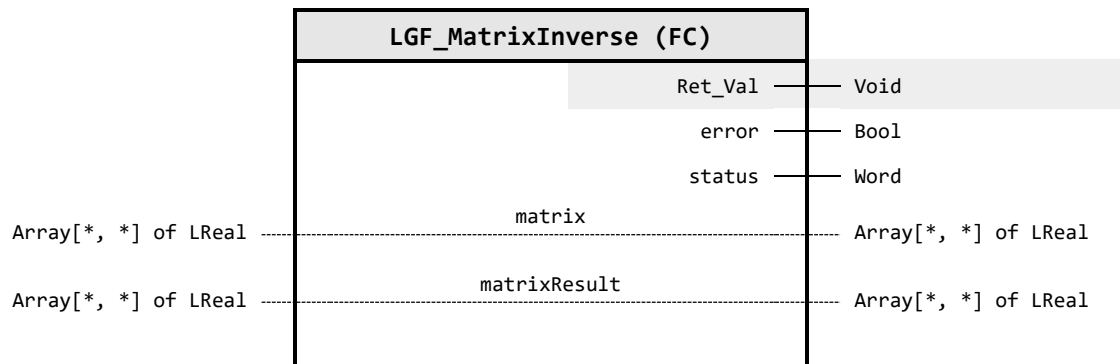 LGF_MatrixInverse (FC)
Ret_Val Void
error Bool
status Word
matrix
Array[*, *] of LReal Array[*, *] of LReal
matrixResult
Array[*, *] of LReal Array[*, *] of LReal